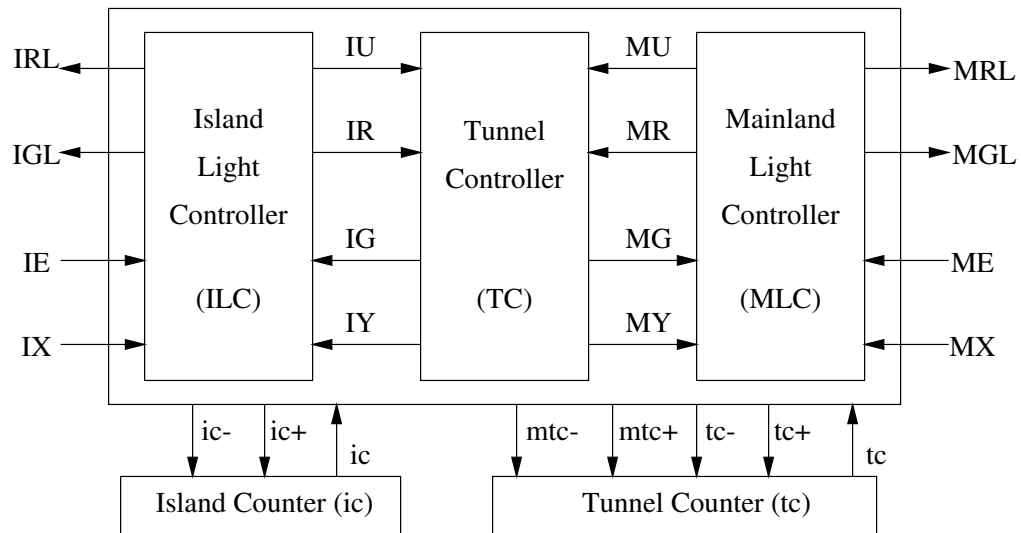 IRL
IGL
IE
IX
Island
Light
Controller
(ILC)
IU
IR
IG
IY
Tunnel
Controller
(TC)
MU
MR
MG
MY
Mainland
Light
Controller
(MLC)
MRL
MGL
ME
MX
ic-
ic+
ic
mtc-
mtc+
tc-
tc+
tc
Island Counter (ic)
Tunnel Counter (tc)